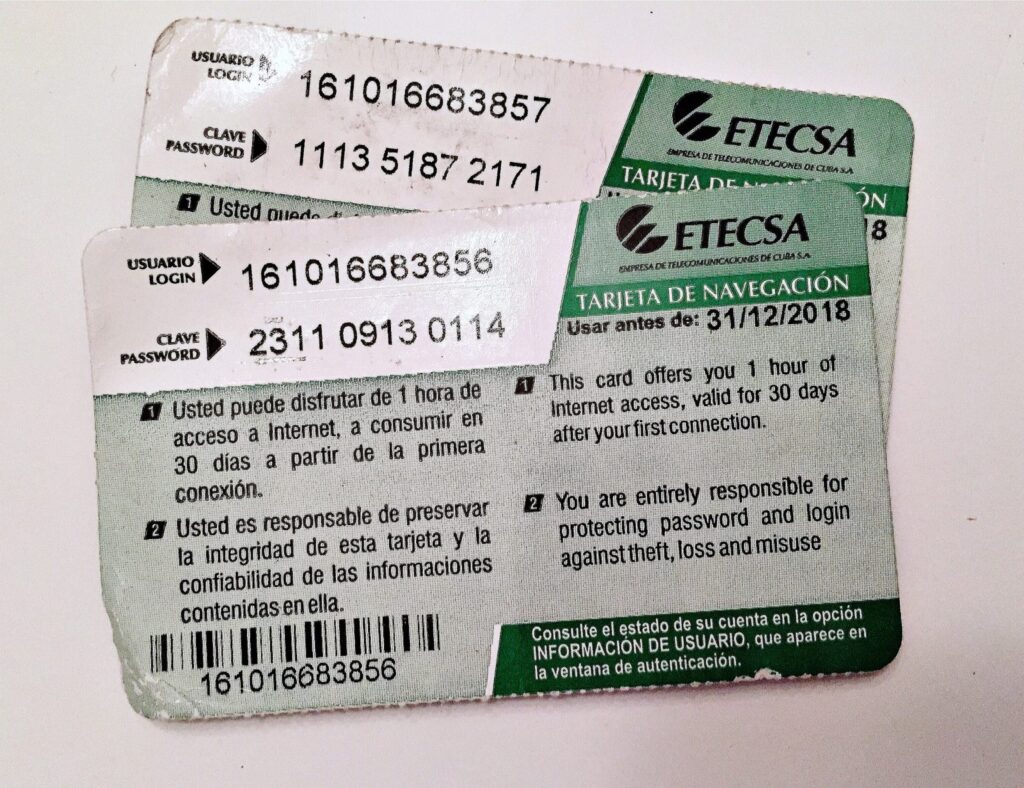 USUARIO
LOGIN
161016683857
CLAVE
PASSWORD
1113 5187 2171
ETECSA
EMPRESA DE TELECOMUNICACIONES DE CUBA S.A.
TARJETA DE
ÓN
18
1 Usted puede
USUARIO
LOGIN
161016683856
CLAVE
PASSWORD
2311 0913 0114
ETECSA
EMPRESA DE TELECOMUNICACIONES DE CUBA S.A.
TARJETA DE NAVEGACIÓN
Usar antes de: 31/12/2018
1 Usted puede disfrutar de 1 hora de
acceso a Internet, a consumir en
30 días a partir de la primera
conexión.
2 Usted es responsable de preservar
la integridad de esta tarjeta y la
confiabilidad de las informaciones
contenidas en ella.
161016683856
1 This card offers you 1 hour of
Internet access, valid for 30 days
after your first connection.
2 You are entirely responsible for
protecting password and login
against theft, loss and misuse
Consulte el estado de su cuenta en la opción
INFORMACIÓN DE USUARIO, que aparece en
la ventana de autenticación.